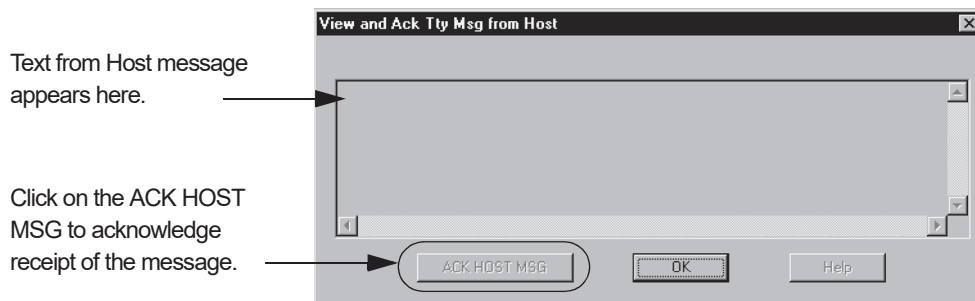 View and Ack Tty Msg from Host
Text from Host message
appears here.
Click on the ACK HOST
MSG to acknowledge
receipt of the message.
ACK HOST MSG
OK
Help